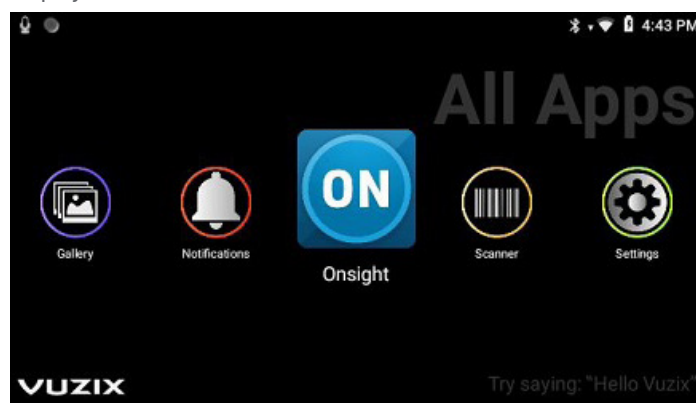 4:43 PM
All Apps
ON
Gallery
Notifications
Onsight
Scanner
Settings
VUZIX
Try saying: "Hello Vuzix"